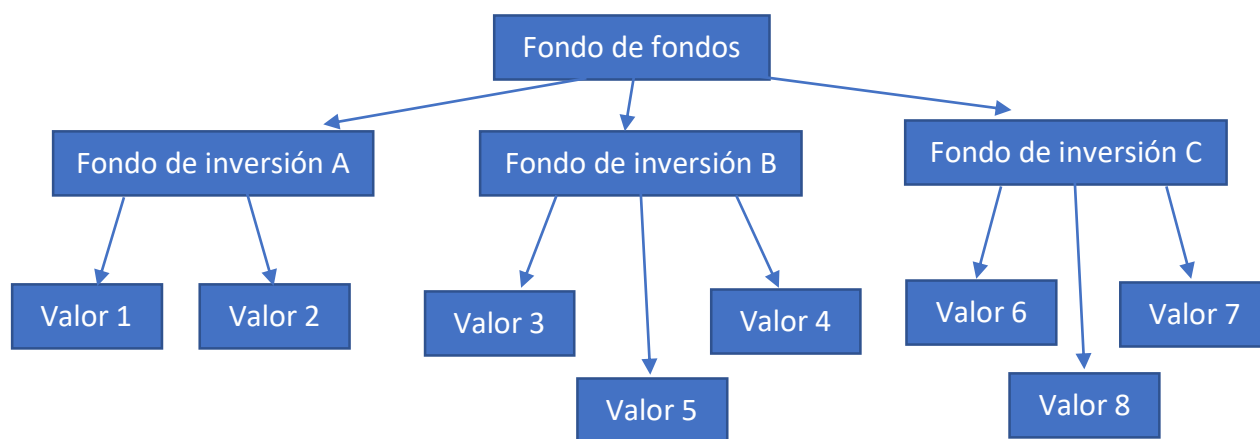 Fondo de fondos
Fondo de inversión A
Fondo de inversión B
Fondo de inversión C
Valor 1
Valor 2
Valor 3
Valor 4
Valor 6
Valor 7
Valor 5
Valor 8